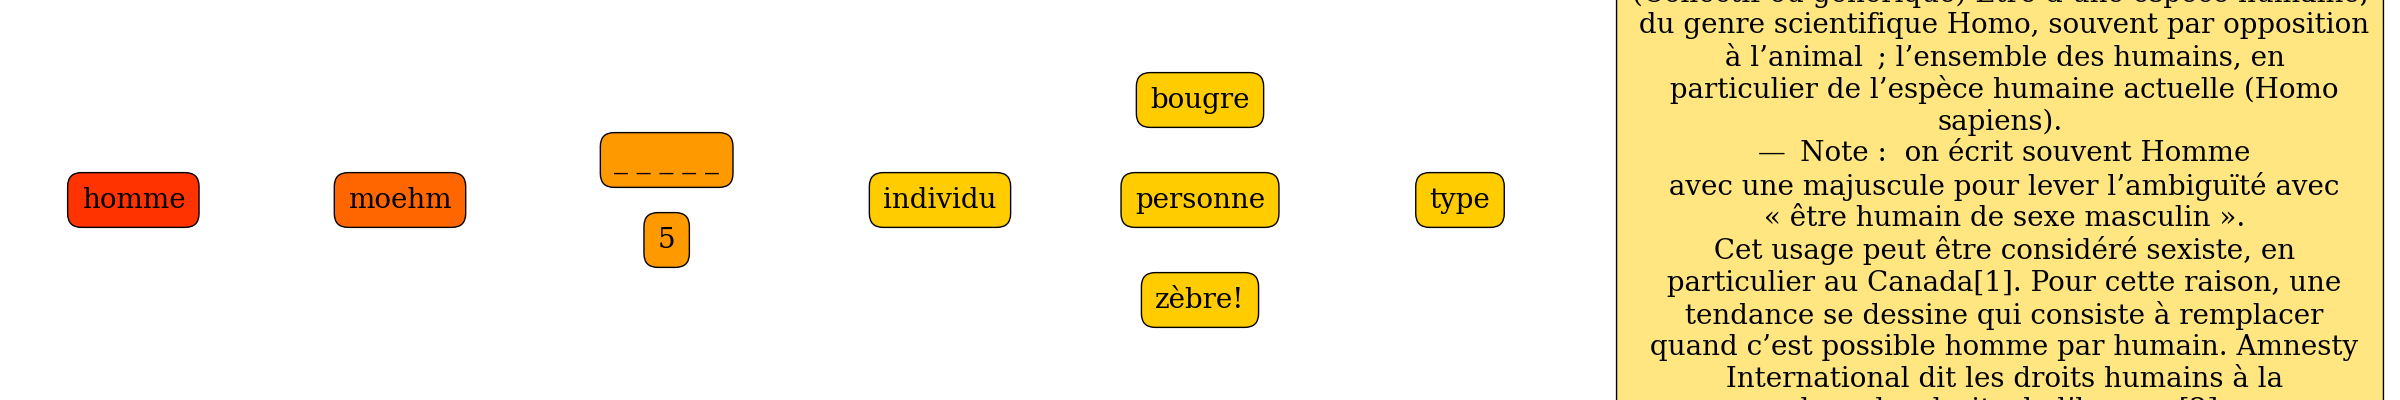 homme
moehm
_ _ _ _ _
5
individu
bougre
personne
zèbre!
type
du genre scientifique Homo, souvent par opposition
à l’animal ; l’ensemble des humains, en
particulier de l’espèce humaine actuelle (Homo
sapiens).
— Note : on écrit souvent Homme
avec une majuscule pour lever l’ambiguïté avec
« être humain de sexe masculin ».
Cet usage peut être considéré sexiste, en
particulier au Canada[1]. Pour cette raison, une
tendance se dessine qui consiste à remplacer
quand c’est possible homme par humain. Amnesty
International dit les droits humains à la